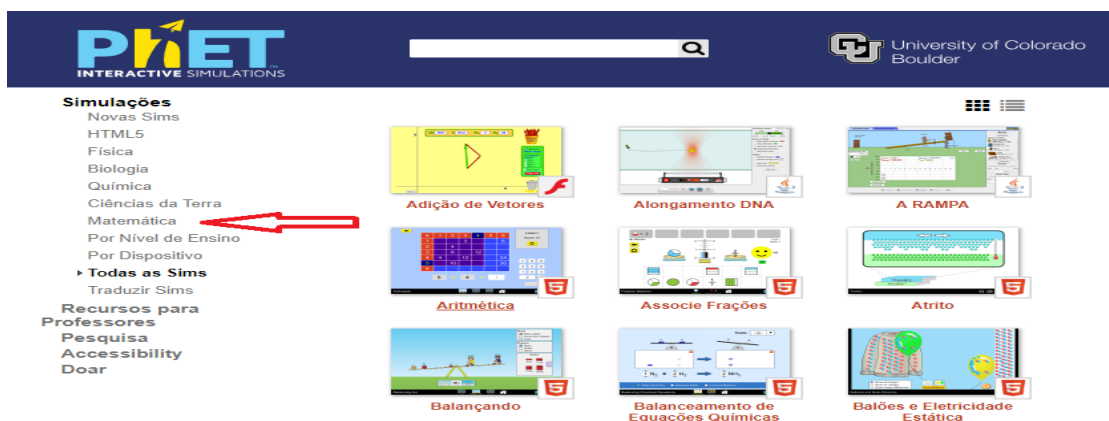 PhET
INTERACTIVE SIMULATIONS
TM
CU
University of Colorado
Boulder
Simulações
Novas Sims
HTML5
Física
Biologia
Química
Ciências da Terra
Matemática
Por Nível de Ensino
Por Dispositivo
Todas as Sims
Traduzir Sims
Recursos para
Professores
Pesquisa
Accessibility
Doar
Adição de Vetores
Alongamento DNA
A RAMPA
Aritmética
Associe Frações
Atrito
Balançando
Balanceamento de
Equações Químicas
Balões e Eletricidade
Estática